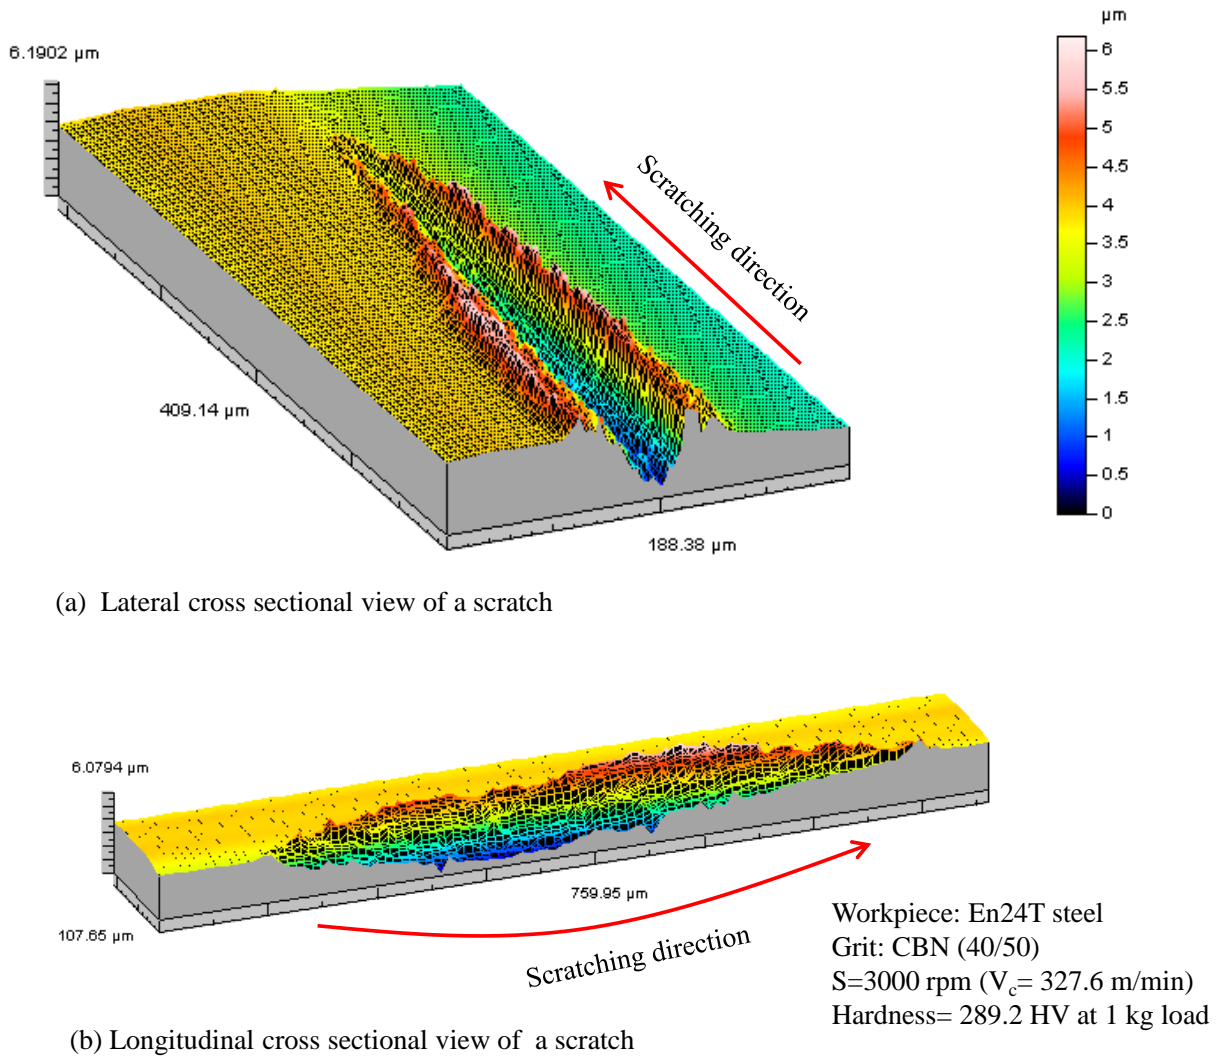 µm
6.1902 µm
6
5.5
5
4.5
4
3.5
3
2.5
2
1.5
1
0.5
0
Scratching direction
409.14 µm
188.38 µm
(a) Lateral cross sectional view of a scratch
6.0794 µm
759.95 µm
107.65 µm
Scratching direction
Workpiece: En24T steel
Grit: CBN (40/50)
S=3000 rpm (Vc= 327.6 m/min)
Hardness= 289.2 HV at 1 kg load
(b) Longitudinal cross sectional view of a scratch